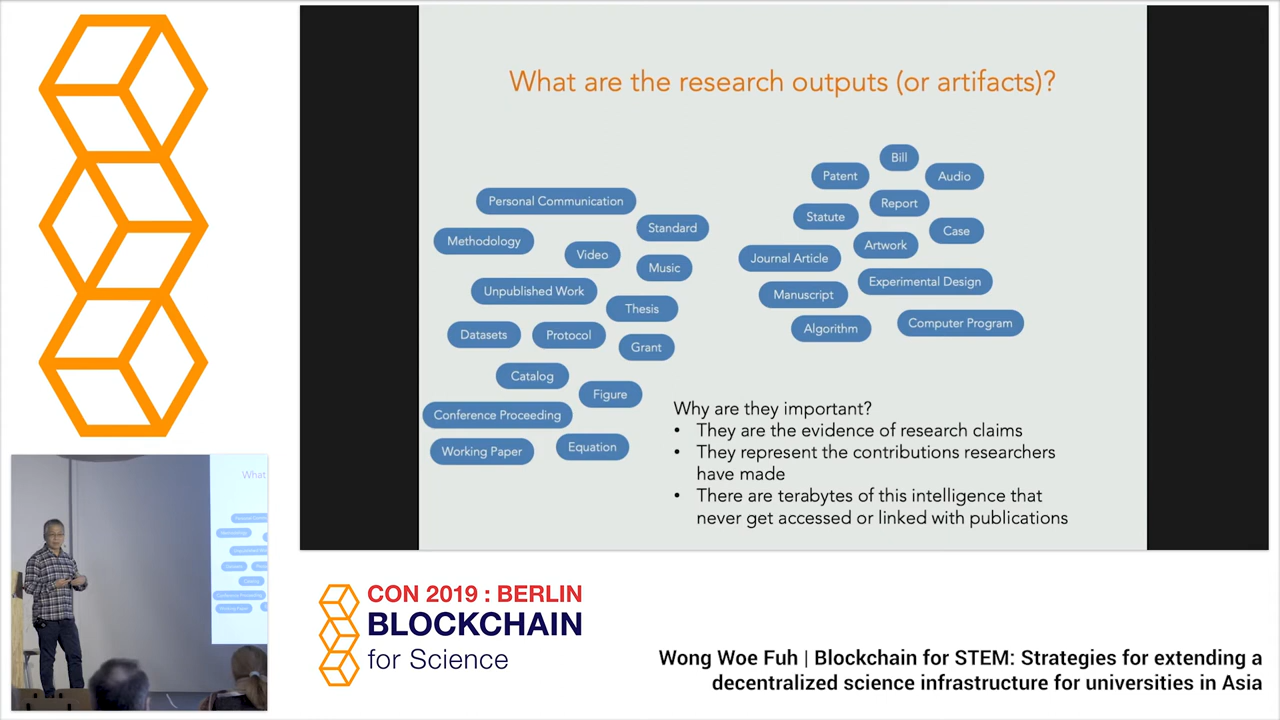 What are the research outputs (or artifacts)?
Personal Communication
Standard
Methodology
Video
Music
Unpublished Work
Thesis
Datasets
Protocol
Grant
Catalog
Figure
Conference Proceeding
Working Paper
Equation
Bill
Patent
Audio
Report
Statute
Case
Artwork
Journal Article
Experimental Design
Manuscript
Algorithm
Computer Program
Why are they important?
• They are the evidence of research claims
• They represent the contributions researchers
have made
• There are terabytes of this intelligence that
never get accessed or linked with publications
What
CON 2019 : BERLIN
BLOCKCHAIN
for Science
Wong Woe Fuh | Blockchain for STEM: Strategies for extending a
decentralized science infrastructure for universities in Asia